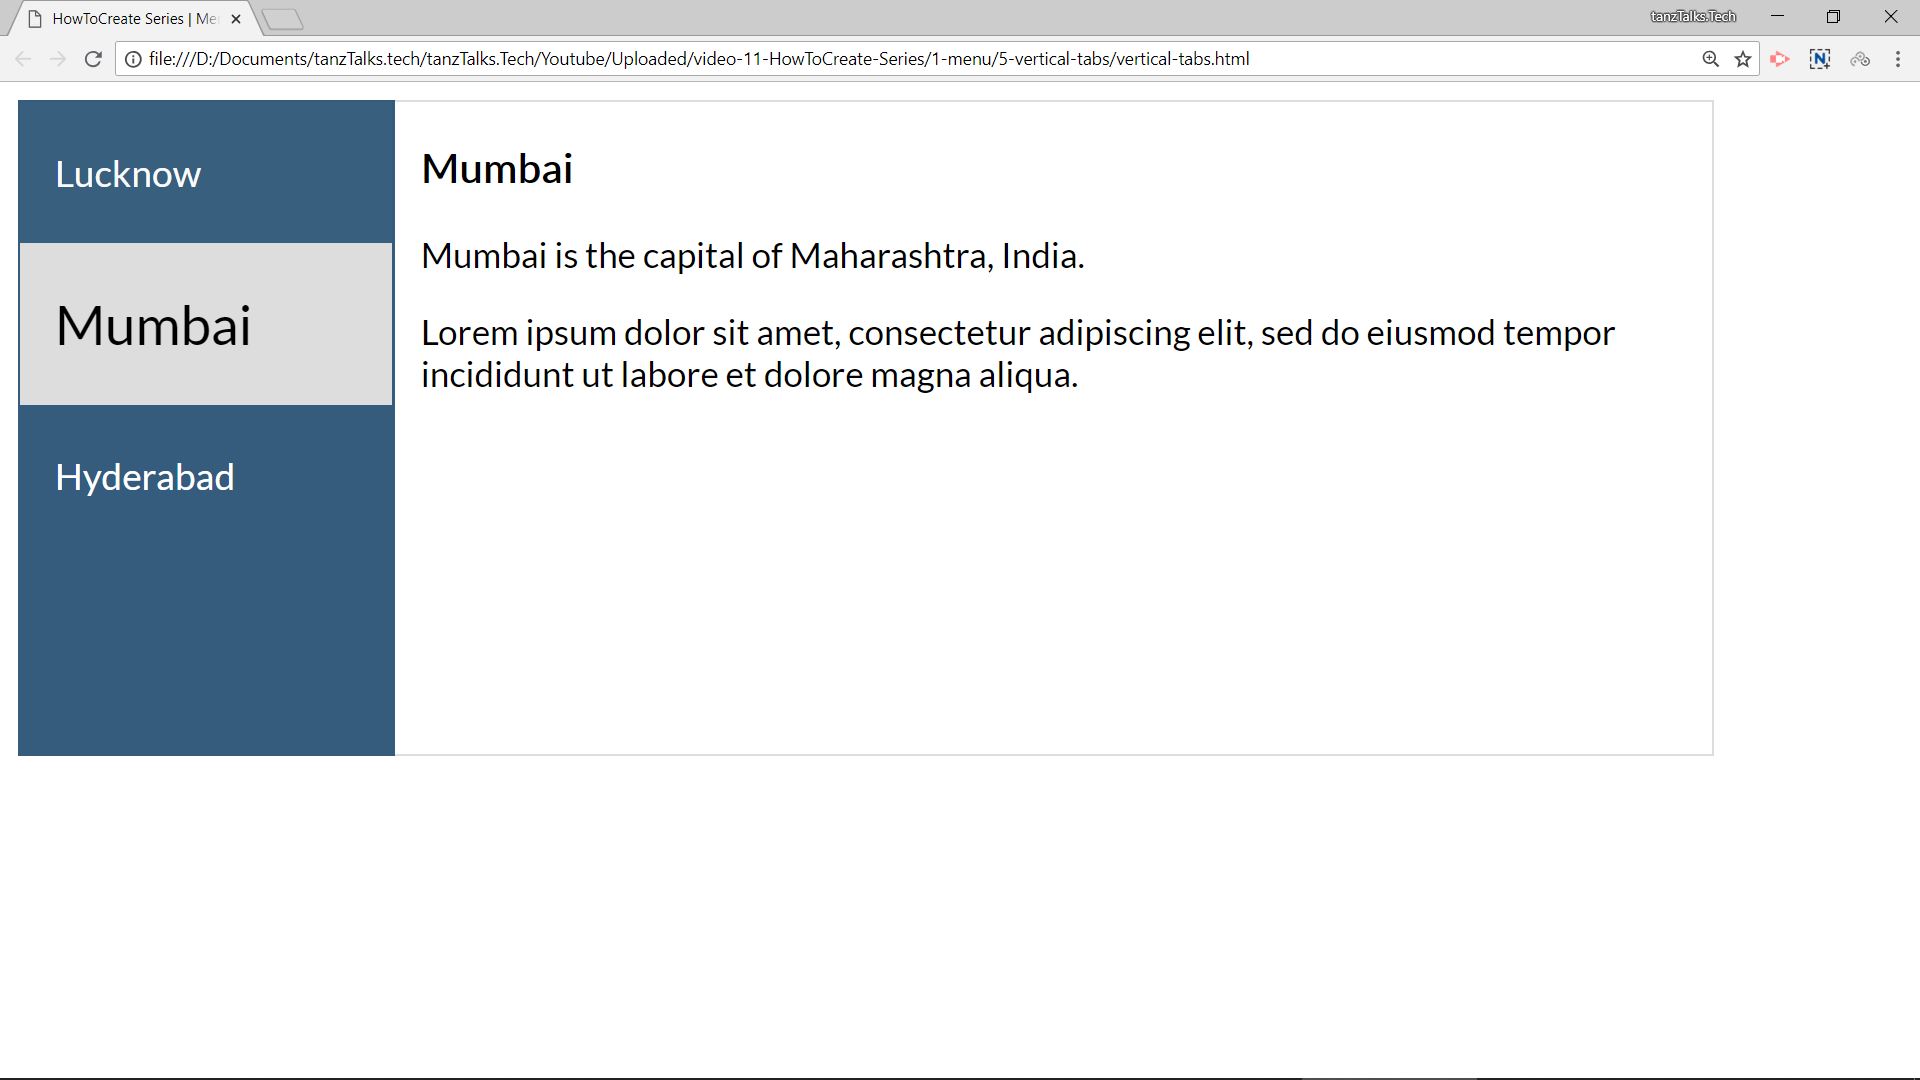 HowToCreate Series | Me
tanzTalks.Tech
file:///D:/Documents/tanzTalks.tech/tanzTalks.Tech/Youtube/Uploaded/video-11-HowToCreate-Series/1-menu/5-vertical-tabs/vertical-tabs.html
N
Lucknow
Mumbai
Hyderabad
Mumbai
Mumbai is the capital of Maharashtra, India.
Lorem ipsum dolor sit amet, consectetur adipiscing elit, sed do eiusmod tempor
incididunt ut labore et dolore magna aliqua.